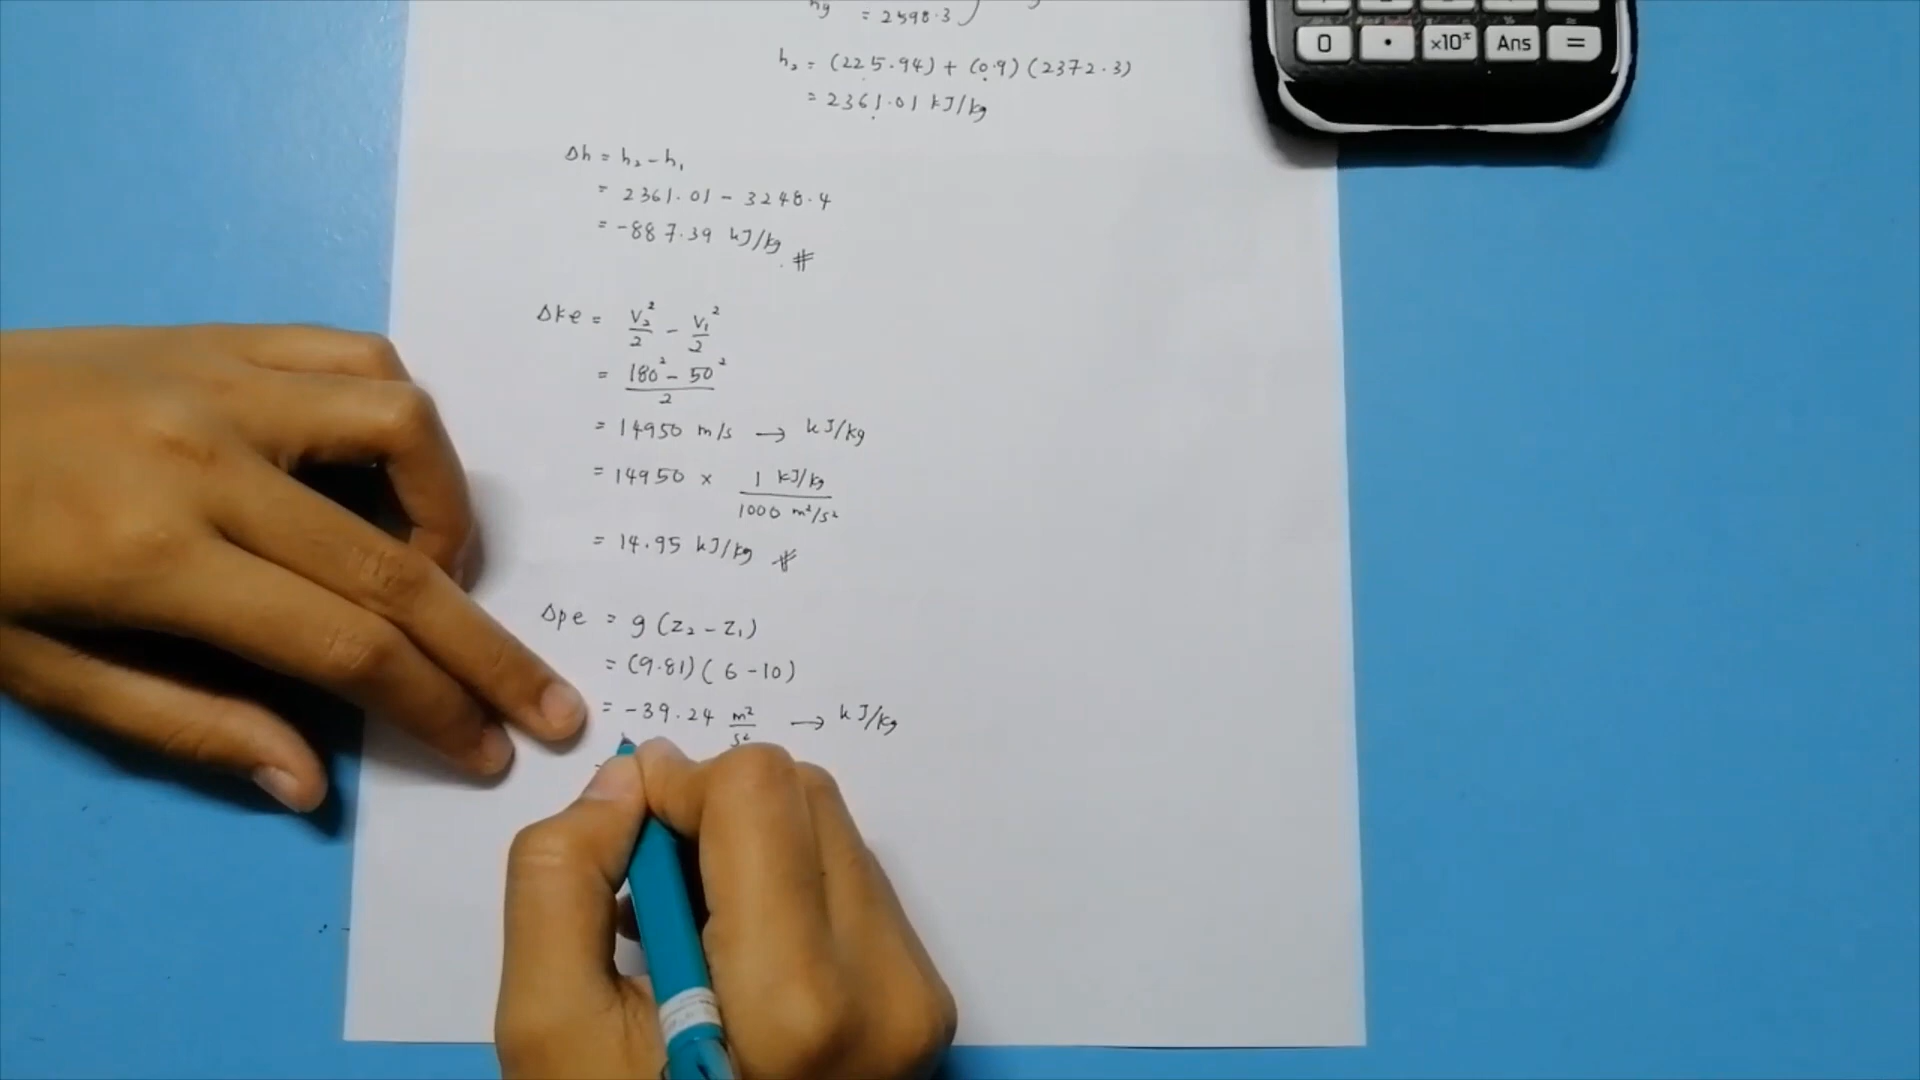 hg = 2598.3
h₂ = (225.94) + (0.9)(2372.3)
= 2361.01 kJ/kg
Δh = h₂ - h₁
= 2361.01 - 3248.4
= -887.39 kJ/kg #
Δke = V₂²/2 - V₁²/2
= 180² - 50² / 2
= 14950 m/s → kJ/kg
= 14950 × 1 kJ/kg / 1000 m²/s²
= 14.95 kJ/kg #
Δpe = g(z₂ - z₁)
= (9.81)(6 - 10)
= -39.24 m²/s² → kJ/kg
0 • ×10ˣ Ans =